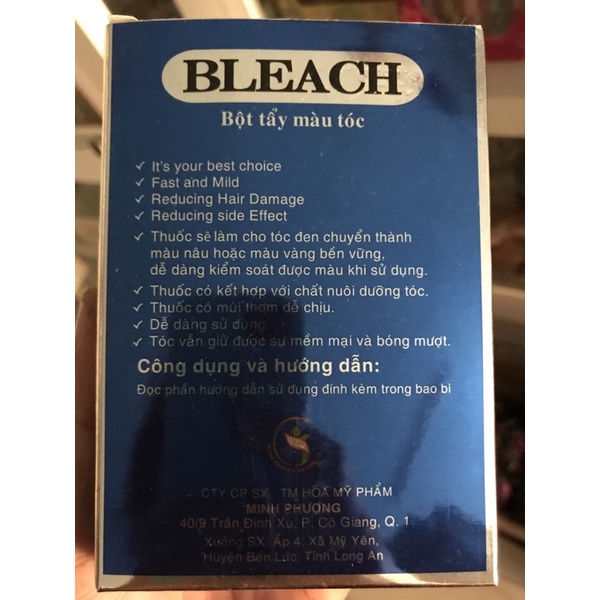 BLEACH
Bột tẩy màu tóc
✓ It's your best choice
✓ Fast and Mild
✓ Reducing Hair Damage
✓ Reducing side Effect
✓ Thuốc sẽ làm cho tóc đen chuyển thành
màu nâu hoặc màu vàng bền vững,
dễ dàng kiểm soát được màu khi sử dụng.
✓ Thuốc có kết hợp với chất nuôi dưỡng tóc.
✓ Thuốc có mùi thơm dễ chịu.
✓ Dễ dàng sử dụng.
✓ Tóc vẫn giữ được sự mềm mại và bóng mượt.
Công dụng và hướng dẫn:
Đọc phần hướng dẫn sử dụng đính kèm trong bao bì
CTY CP SX - TM HÓA MỸ PHẨM
MINH PHƯƠNG
40/9 Trần Đình Xu, P. Cô Giang, Q. 1
Xưởng SX: Ấp 4, Xã Mỹ Yên,
Huyện Bến Lức, Tỉnh Long An